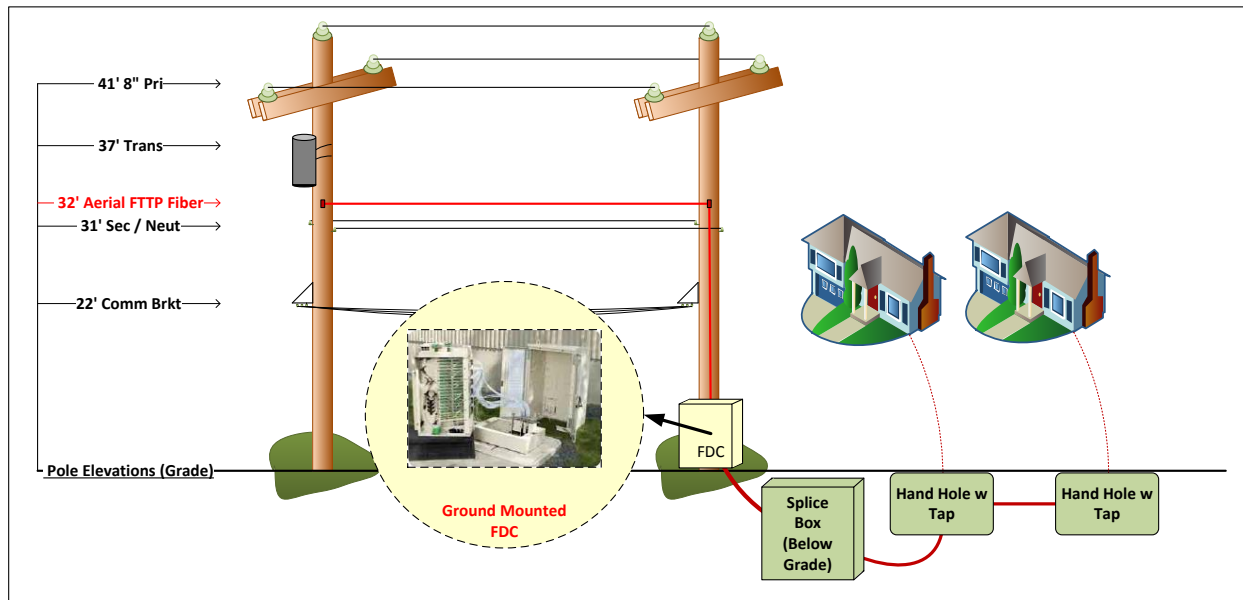 41' 8" Pri
37' Trans
32' Aerial FTTP Fiber
31' Sec / Neut
22' Comm Brkt
Pole Elevations (Grade)
Ground Mounted
FDC
FDC
Splice
Box
(Below
Grade)
Hand Hole w
Tap
Hand Hole w
Tap